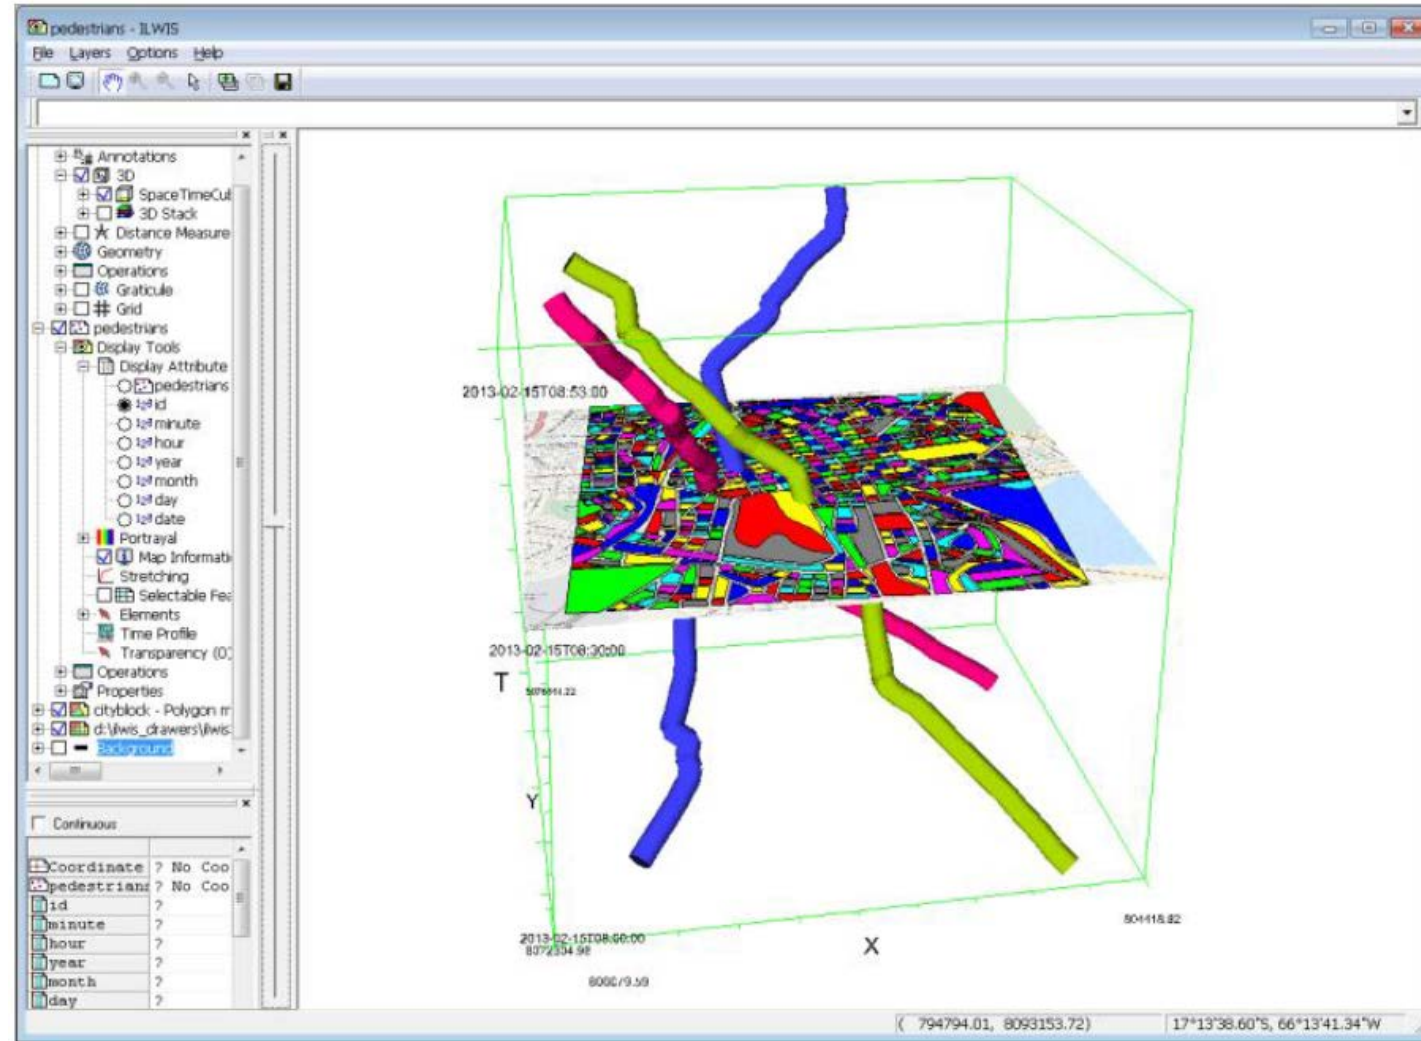 pedestrians - ILWIS
File Layers Options Help
Annotations
3D
SpaceTimeCul
3D Stack
Distance Measure
Geometry
Operations
Graticule
Grid
pedestrians
Display Tools
Display Attribute
pedestrians
id
minute
hour
year
month
day
date
Portrayal
Map Informati
Stretching
Selectable Fea
Elements
Time Profile
Transparency (0)
Operations
Properties
cityblock - Polygon m
d:\ilwis_drawers\ilwis
Background
Continuous
Coordinate ? No Coo
pedestrians ? No Coo
id ?
minute ?
hour ?
year ?
month ?
day ?
2013-02-15T08:53:00
2013-02-15T08:30:00
T
Y
2013-02-15T08:00:00
X
804418.82
( 794794.01, 8093153.72)
17°13'38.60"S, 66°13'41.34"W